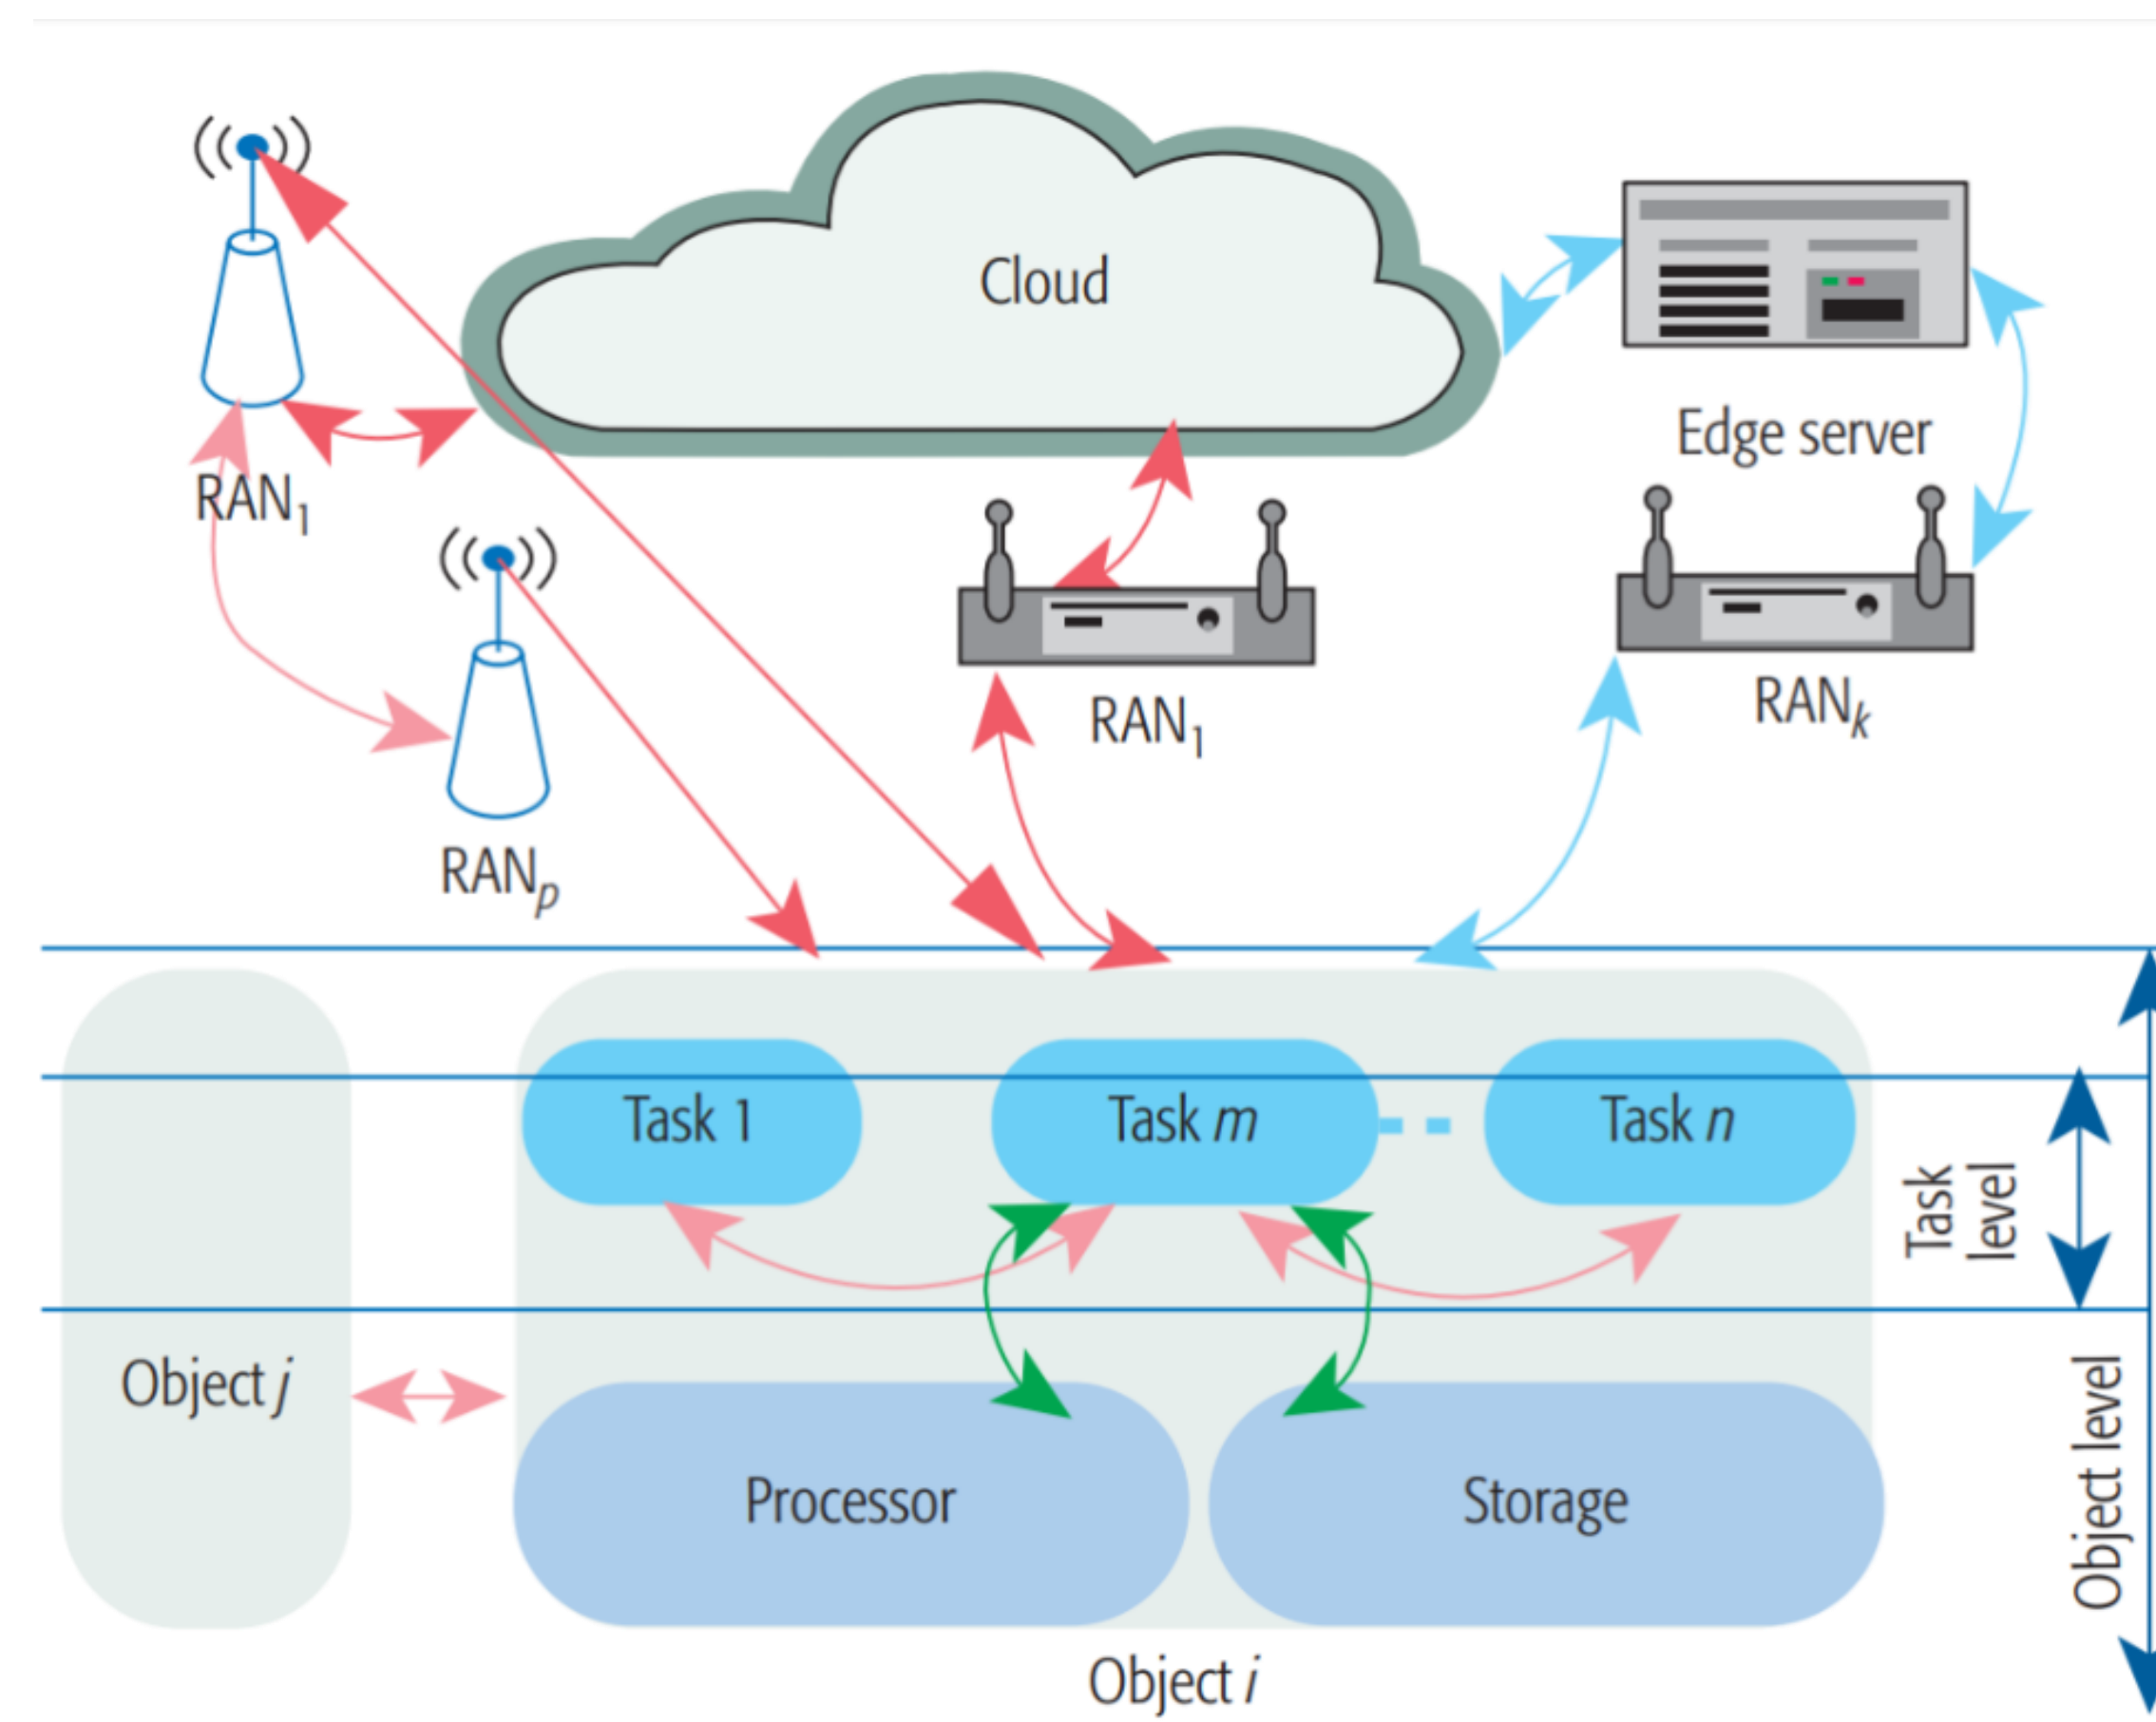 Cloud
Edge server
RAN1
RAN1
RANk
RANp
Task 1
Task m
Task n
Task
level
Object j
Object level
Processor
Storage
Object i